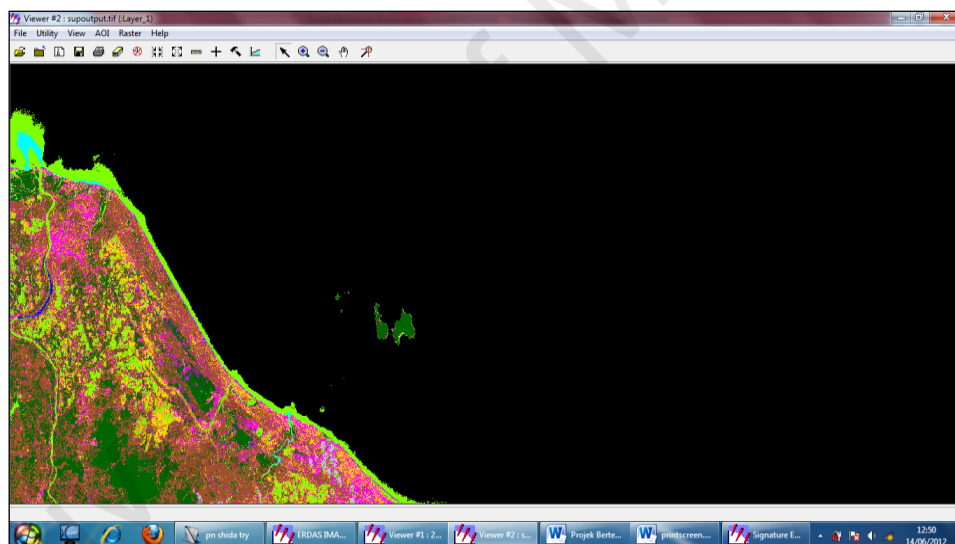 Viewer #2 : supoutput.tif (:Layer_1)
File Utility View AOI Raster Help
pn shida try
ERDAS IMA...
Viewer #1 : 2...
Viewer #2 : s...
Projek Berte...
printscreen....
Signature E...
12:50
14/06/2012